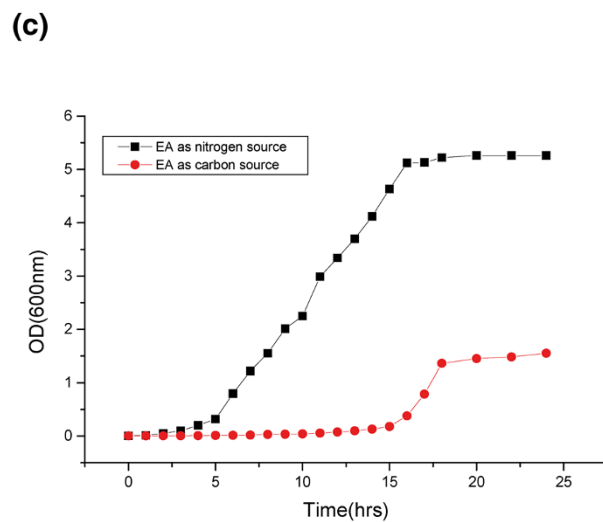 (c)
6
EA as nitrogen source
EA as carbon source
5
4
3
2
1
0
OD(600nm)
0 5 10 15 20 25
Time(hrs)